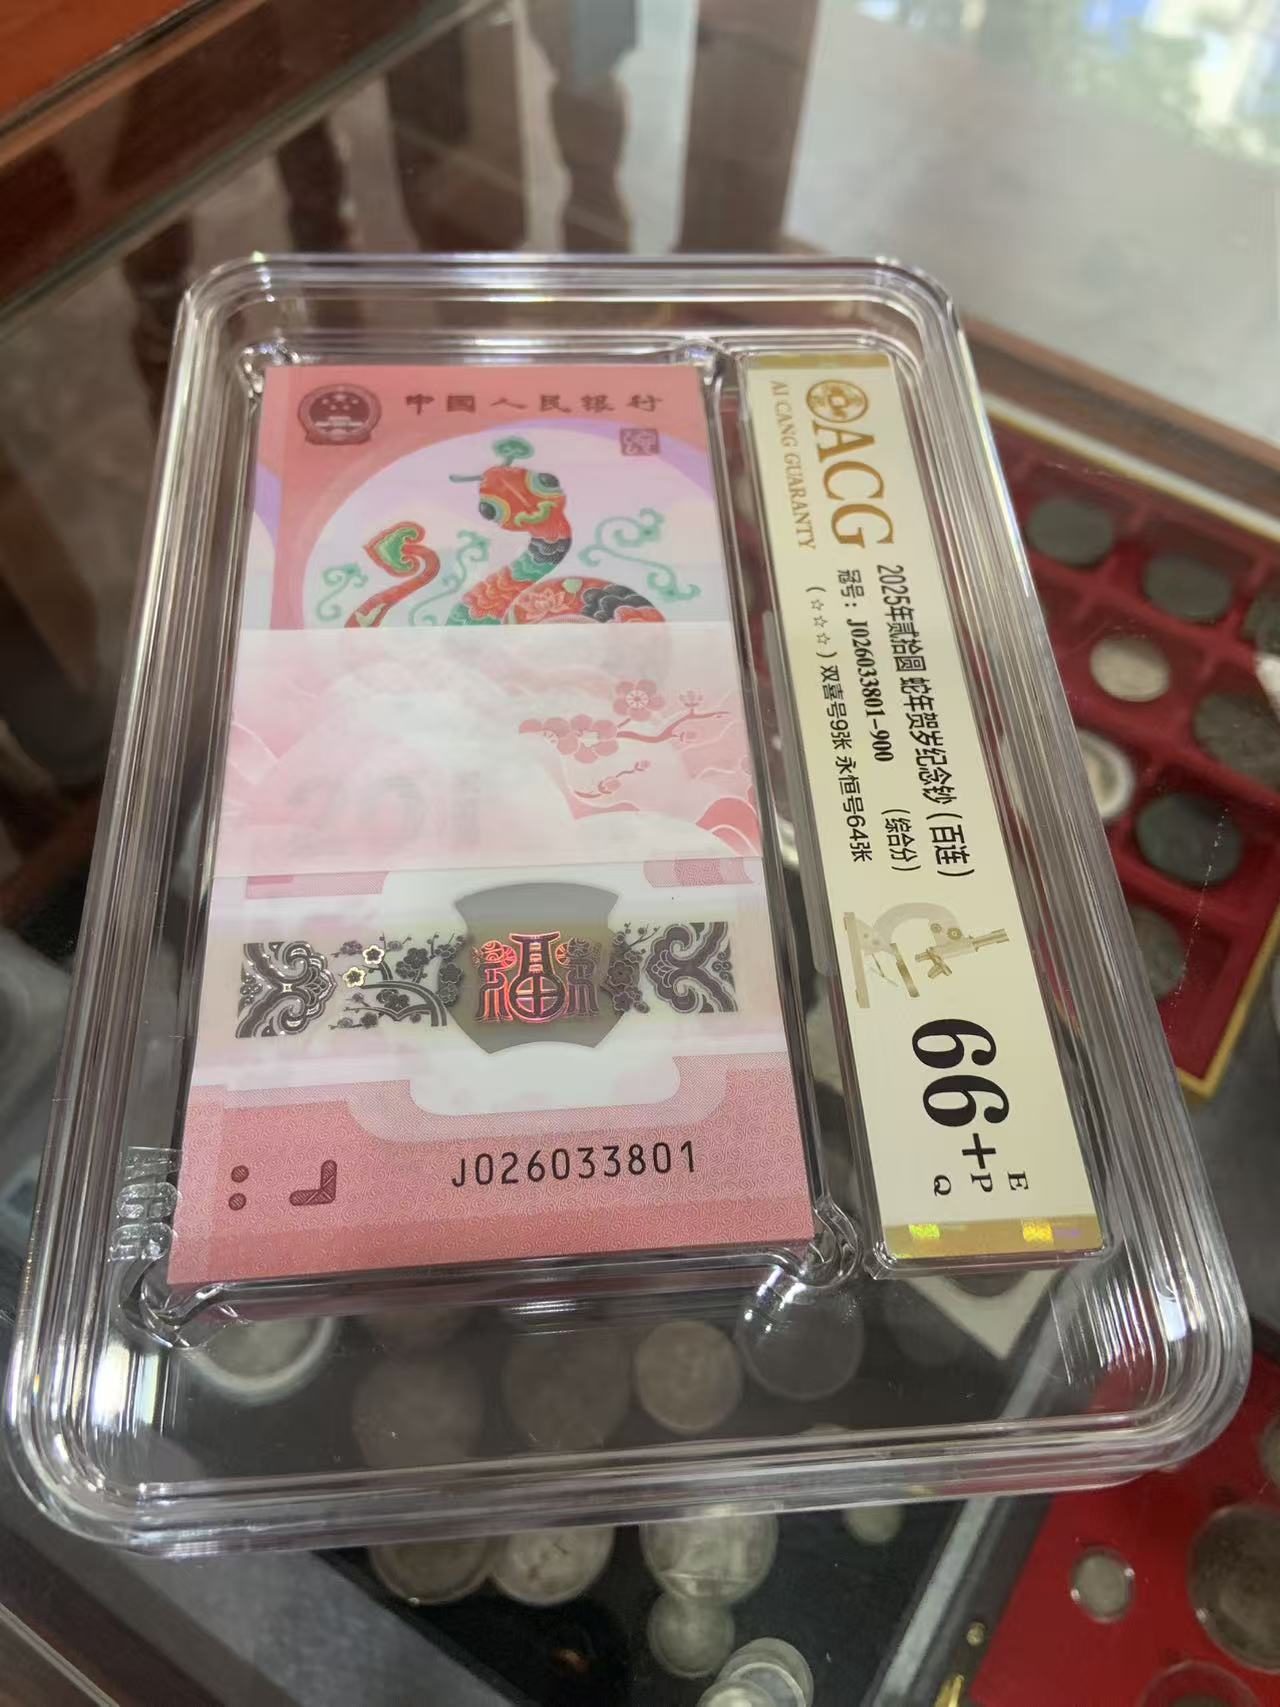 中国人民银行
J026033801
ACG
AI CANG GUARANTY
2025年贰拾圆 蛇年贺岁纪念钞（百连）
冠号：J026033801-900 （综合分）
（☆☆☆）双喜号9张 永恒号64张
66+
E
P
Q
ACG